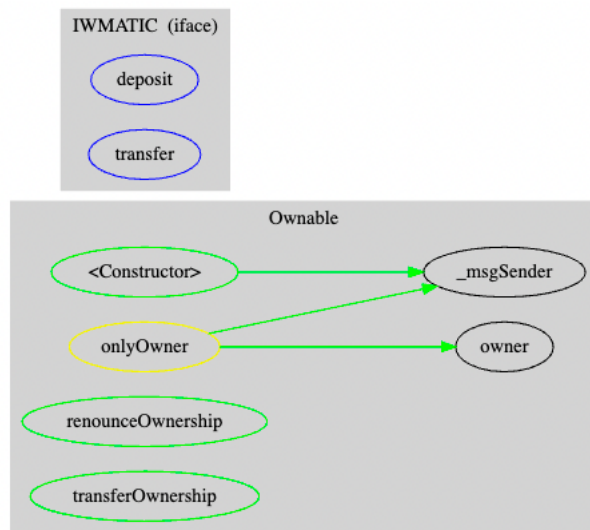 IWMATIC (iface)
deposit
transfer
Ownable
<Constructor>
_msgSender
onlyOwner
owner
renounceOwnership
transferOwnership